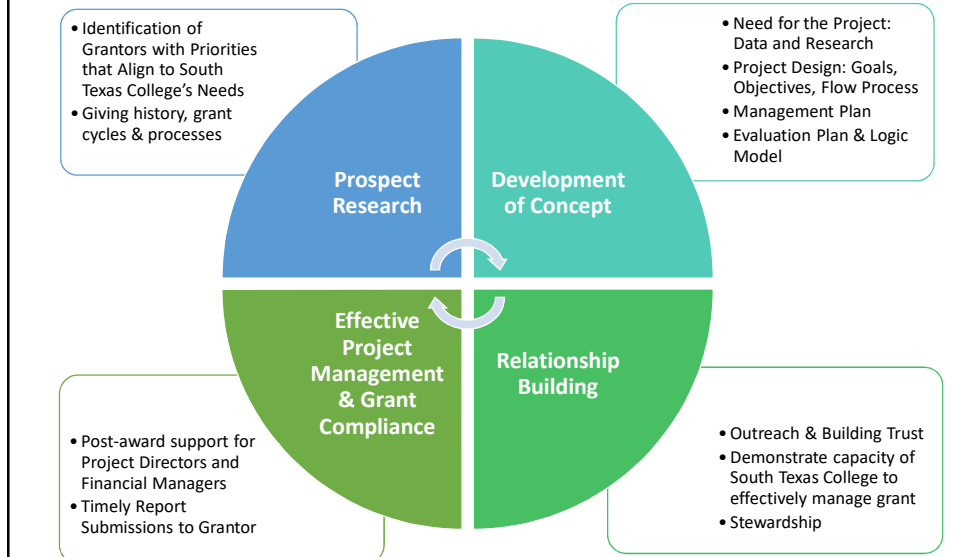 • Identification of
Grantors with Priorities
that Align to South
Texas College's Needs
• Giving history, grant
cycles & processes
• Need for the Project:
Data and Research
• Project Design: Goals,
Objectives, Flow Process
• Management Plan
• Evaluation Plan & Logic
Model
Prospect
Research
Development
of Concept
Effective
Project
Management
& Grant
Compliance
Relationship
Building
• Post-award support for
Project Directors and
Financial Managers
• Timely Report
Submissions to Grantor
• Outreach & Building Trust
• Demonstrate capacity of
South Texas College to
effectively manage grant
• Stewardship